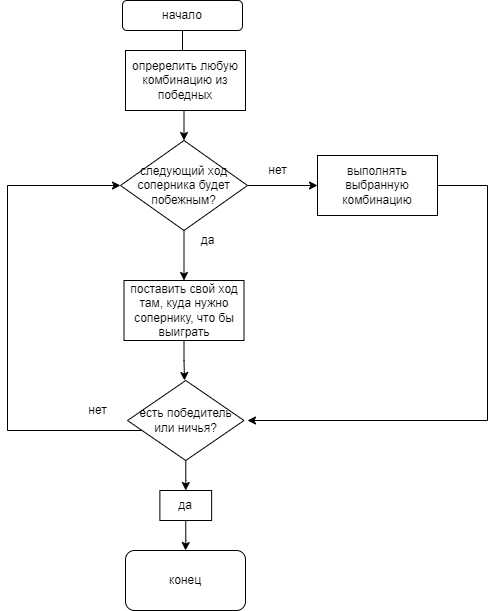 начало
опререлить любую
комбинацию из
победных
следующий ход
соперника будет
побежным?
нет
выполнять
выбранную
комбинацию
да
поставить свой ход
там, куда нужно
сопернику, что бы
выиграть
нет
есть победитель
или ничья?
да
конец